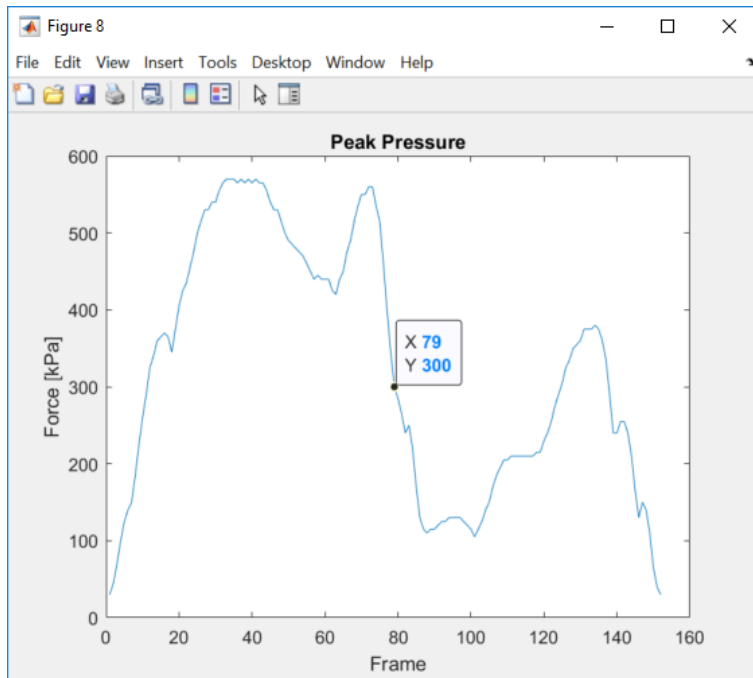 Figure 8
File Edit View Insert Tools Desktop Window Help
Peak Pressure
600
500
400
300
200
100
0
Force [kPa]
X 79
Y 300
0 20 40 60 80 100 120 140 160
Frame